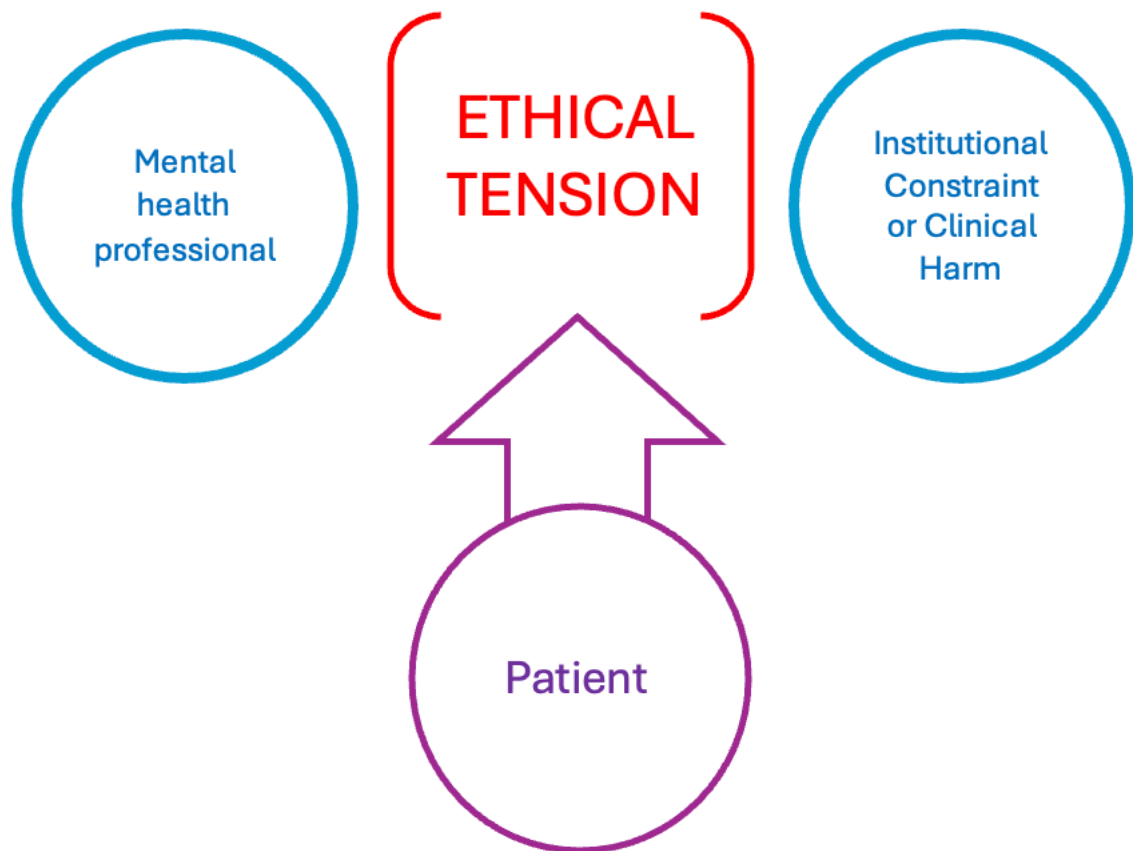 Mental
health
professional
ETHICAL
TENSION
Institutional
Constraint
or Clinical
Harm
Patient